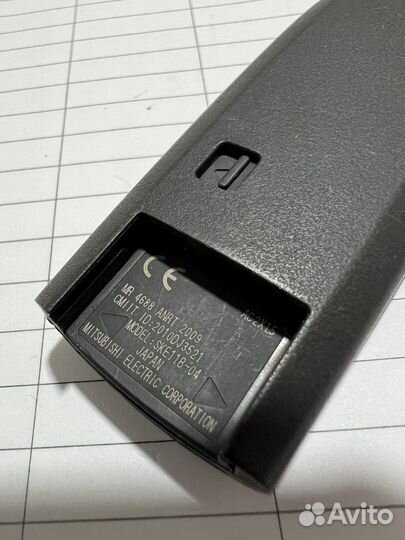 CE
MR 4688 ANRT 2009
CMIIT ID:2010DJ3521
MODEL:SKE11B-04
JAPAN
MITSUBISHI ELECTRIC CORPORATION
Avito